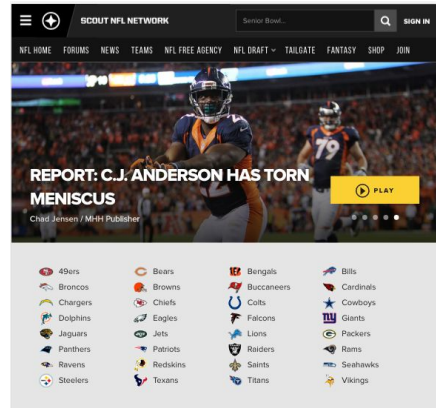 SCOUT NFL NETWORK
Senior Bowl...
SIGN IN
NFL HOME FORUMS NEWS TEAMS NFL FREE AGENCY NFL DRAFT TAILGATE FANTASY SHOP JOIN
79
REPORT: C.J. ANDERSON HAS TORN
MENISCUS
PLAY
Chad Jensen / MHH Publisher
49ers Bears Bengals Bills
Broncos Browns Buccaneers Cardinals
Chargers Chiefs Colts Cowboys
Dolphins Eagles Falcons Giants
Jaguars Jets Lions Packers
Panthers Patriots Raiders Rams
Ravens Redskins Saints Seahawks
Steelers Texans Titans Vikings